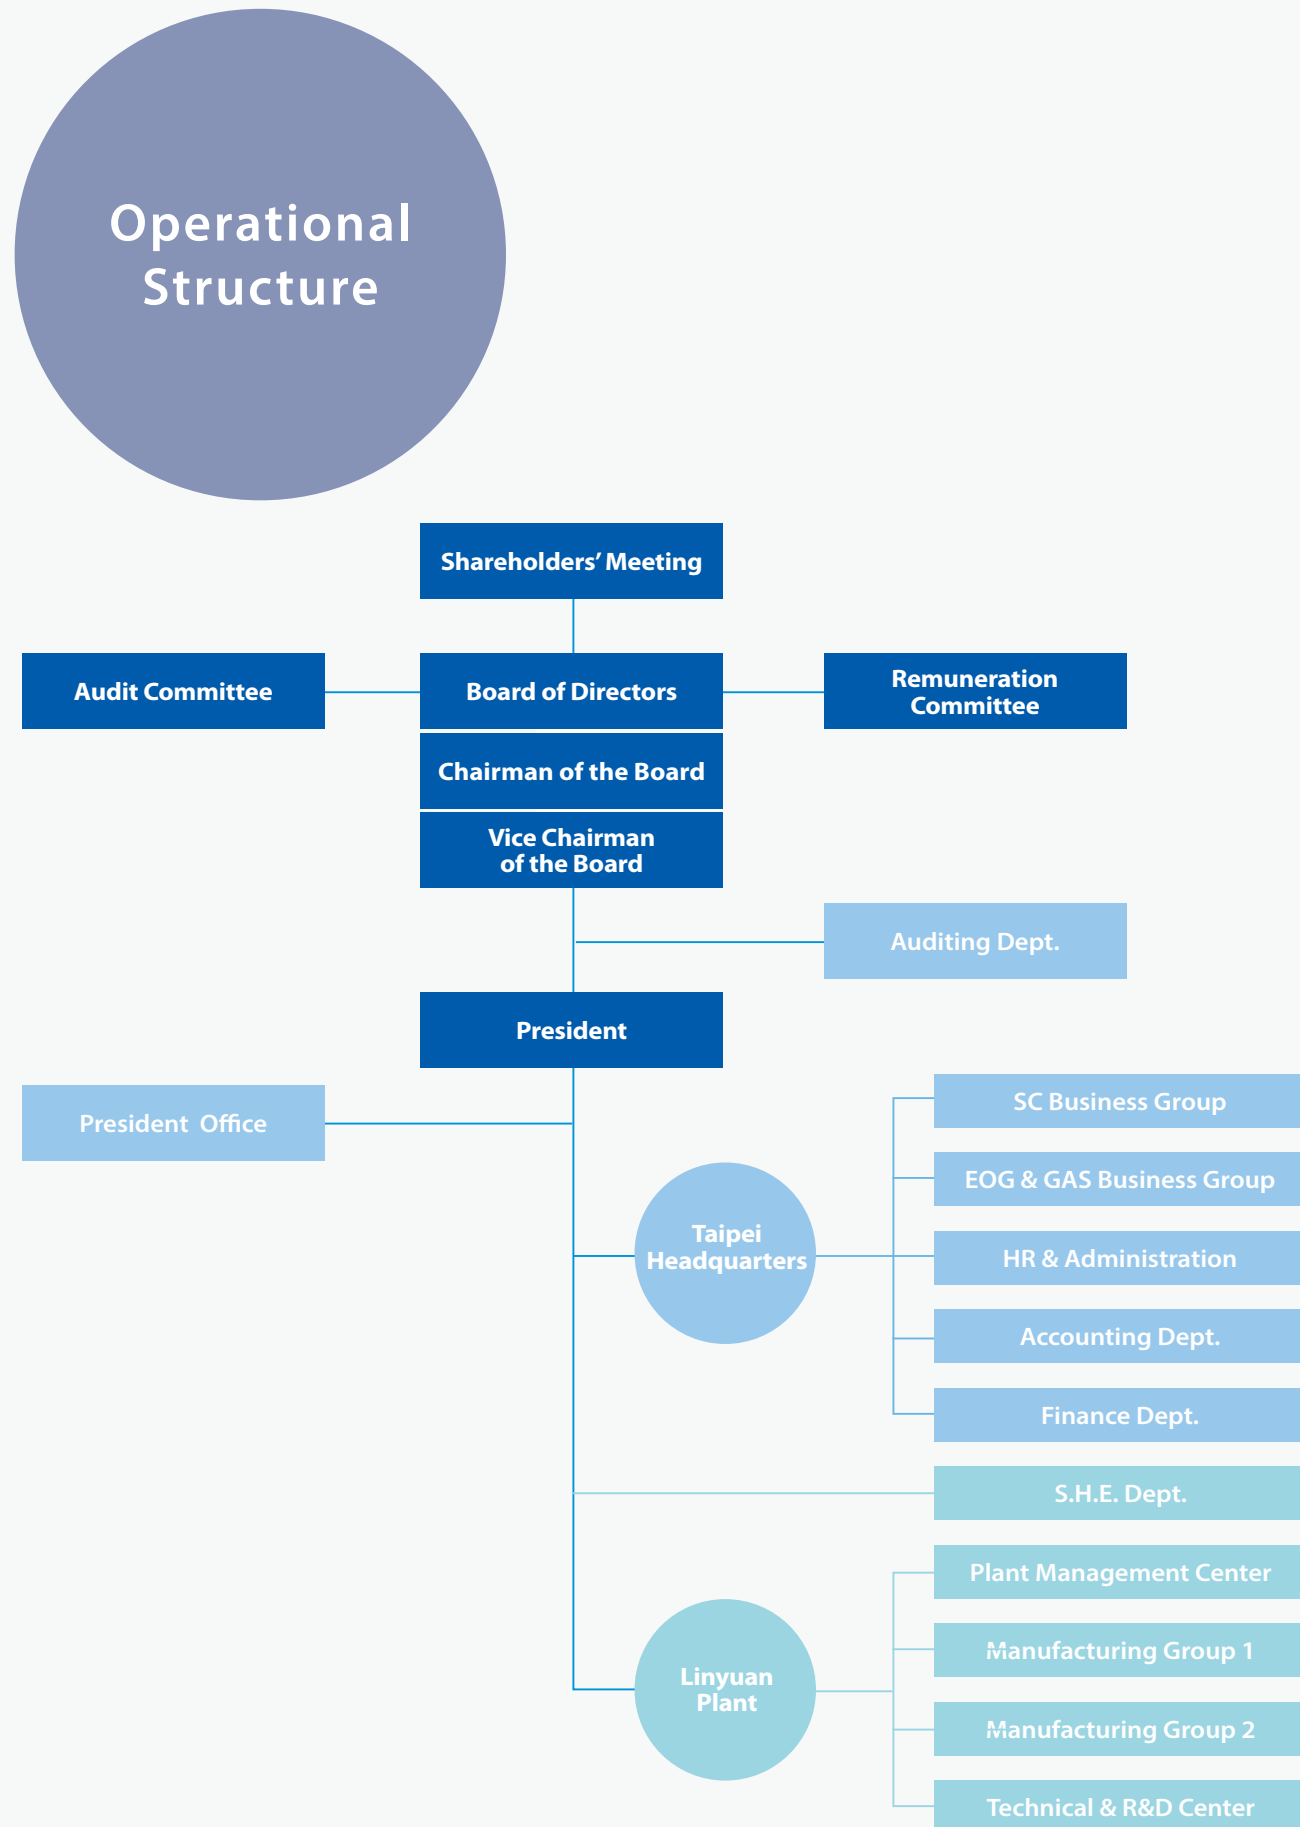 Operational
Structure
Shareholders’ Meeting
Audit Committee
Board of Directors
Remuneration
Committee
Chairman of the Board
Vice Chairman
of the Board
Auditing Dept.
President
President Office
SC Business Group
EOG & GAS Business Group
Taipei
Headquarters
HR & Administration
Accounting Dept.
Finance Dept.
S.H.E. Dept.
Plant Management Center
Manufacturing Group 1
Linyuan
Plant
Manufacturing Group 2
Technical & R&D Center